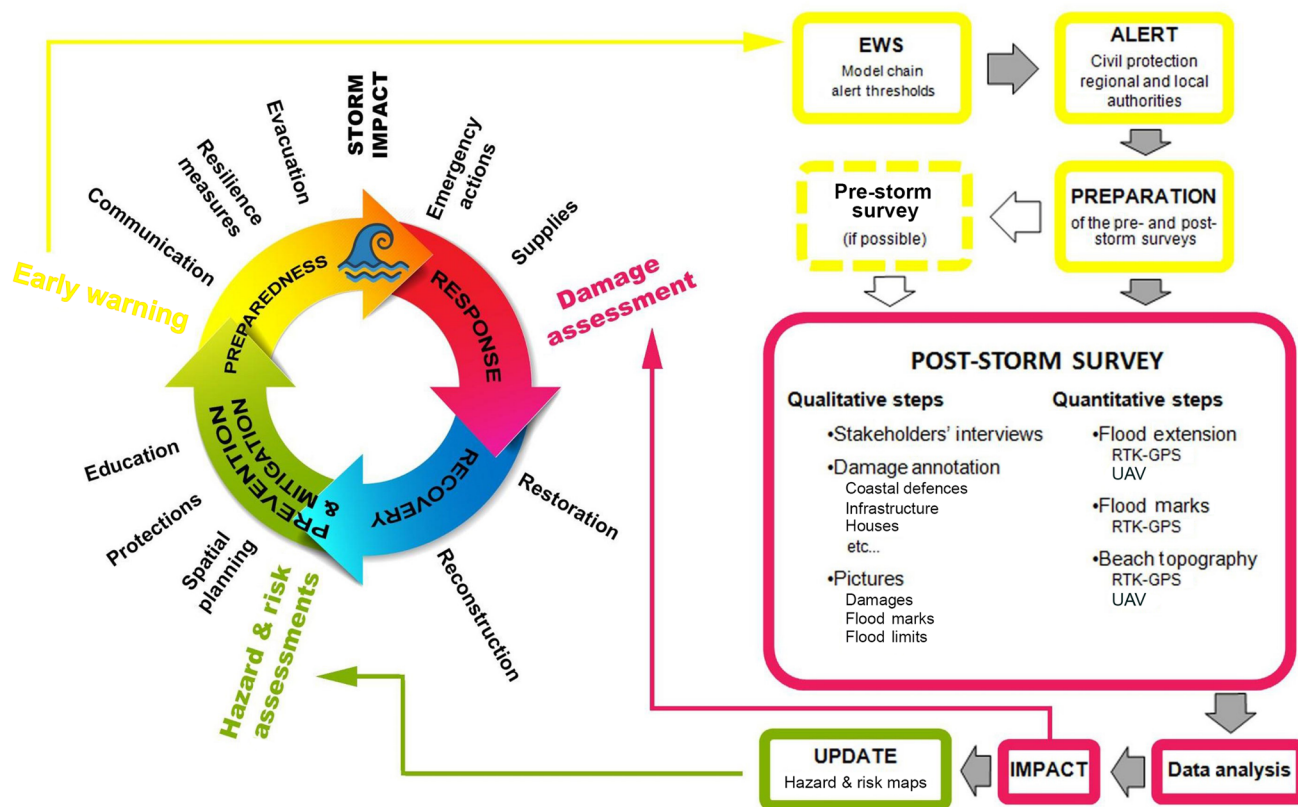 STORM
IMPACT
Evacuation
Resilience
measures
Communication
Early warning
Emergency
actions
Supplies
Damage
assessment
PREPAREDNESS
RESPONSE
RECOVERY
PREVENTION
& MITIGATION
Education
Protections
Spatial
planning
Hazard & risk
assessments
Restoration
Reconstruction
EWS
Model chain
alert thresholds
ALERT
Civil protection
regional and local
authorities
Pre-storm
survey
(if possible)
PREPARATION
of the pre- and post-
storm surveys
POST-STORM SURVEY
Qualitative steps
•Stakeholders' interviews
•Damage annotation
Coastal defences
Infrastructure
Houses
etc...
•Pictures
Damages
Flood marks
Flood limits
Quantitative steps
•Flood extension
RTK-GPS
UAV
•Flood marks
RTK-GPS
•Beach topography
RTK-GPS
UAV
UPDATE
Hazard & risk maps
IMPACT
Data analysis